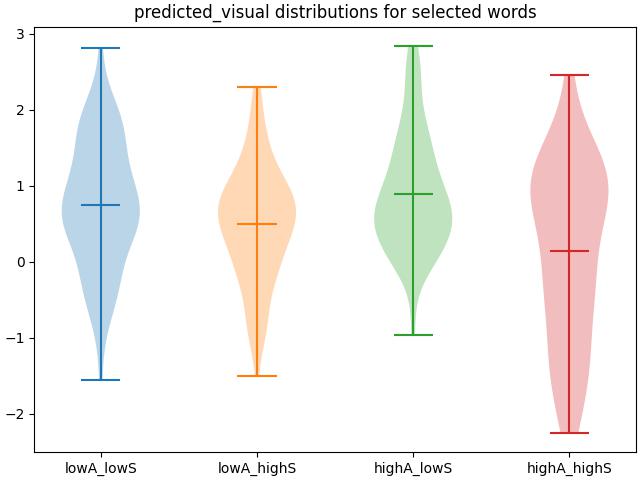 predicted_visual distributions for selected words
3
2
1
0
−1
−2
lowA_lowS
lowA_highS
highA_lowS
highA_highS